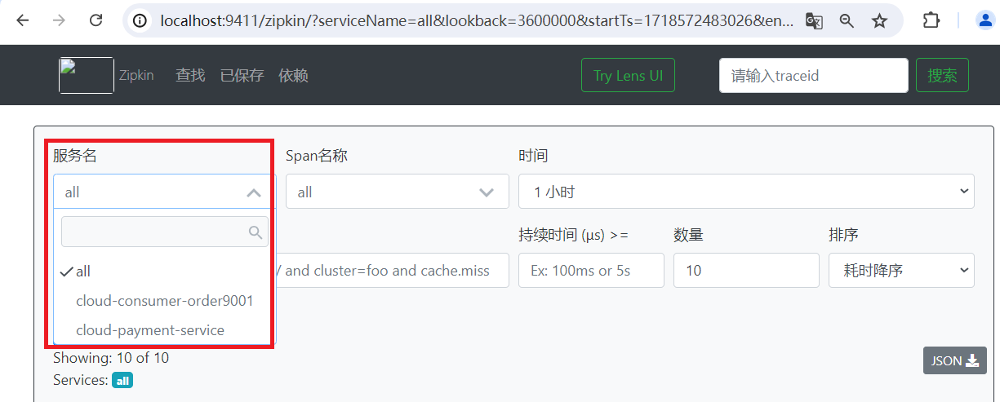 localhost:9411/zipkin/?serviceName=all&lookback=3600000&startTs=1718572483026&en...
Zipkin 查找 已保存 依赖 Try Lens UI 请输入traceid 搜索
服务名 Span名称 时间
all all 1 小时
持续时间 (μs) >= 数量 排序
/ and cluster=foo and cache.miss Ex: 100ms or 5s 10 耗时降序
all
cloud-consumer-order9001
cloud-payment-service
Showing: 10 of 10
JSON
Services: all